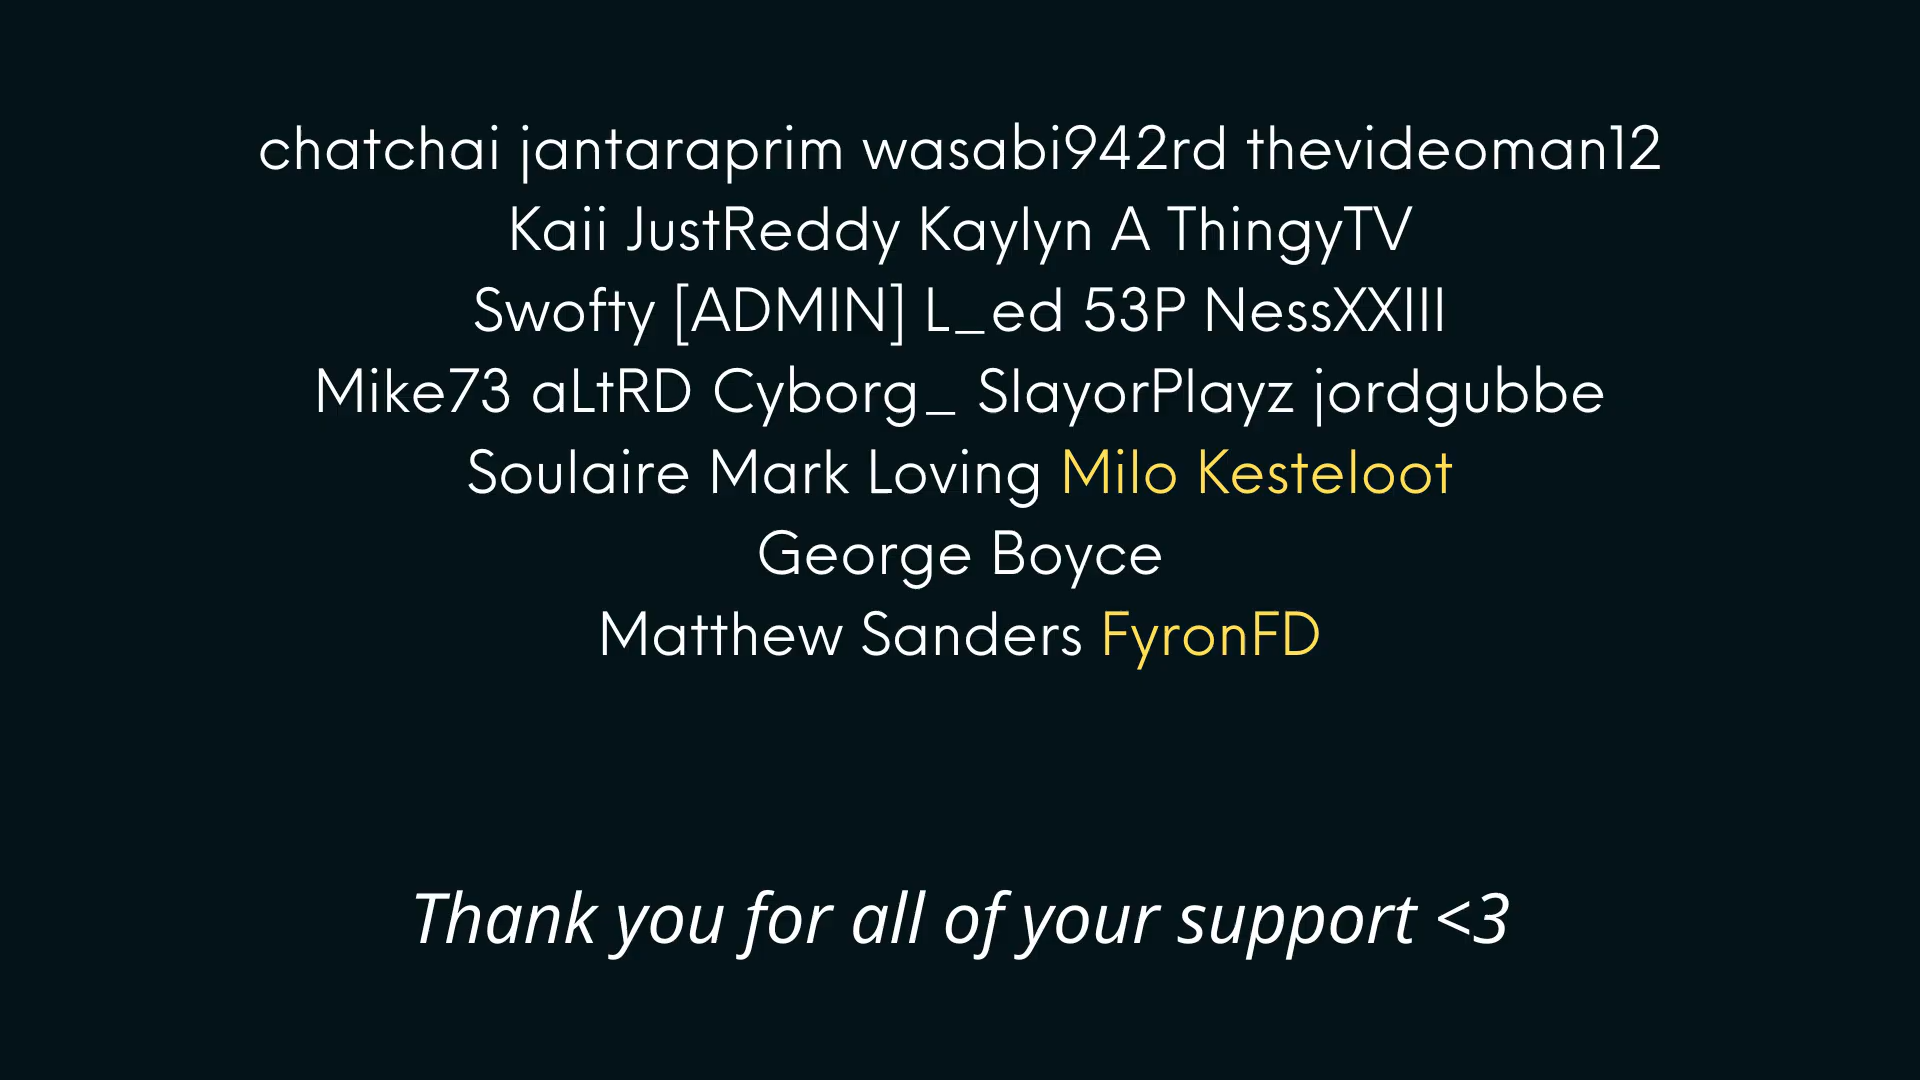 chatchai jantaraprim wasabi942rd thevideoman12
Kaii JustReddy Kaylyn A ThingyTV
Swofty [ADMIN] L_ed 53P NessXXIII
Mike73 aLtRD Cyborg_ SlayorPlayz jordgubbe
Soulaire Mark Loving Milo Kesteloot
George Boyce
Matthew Sanders FyronFD
Thank you for all of your support <3